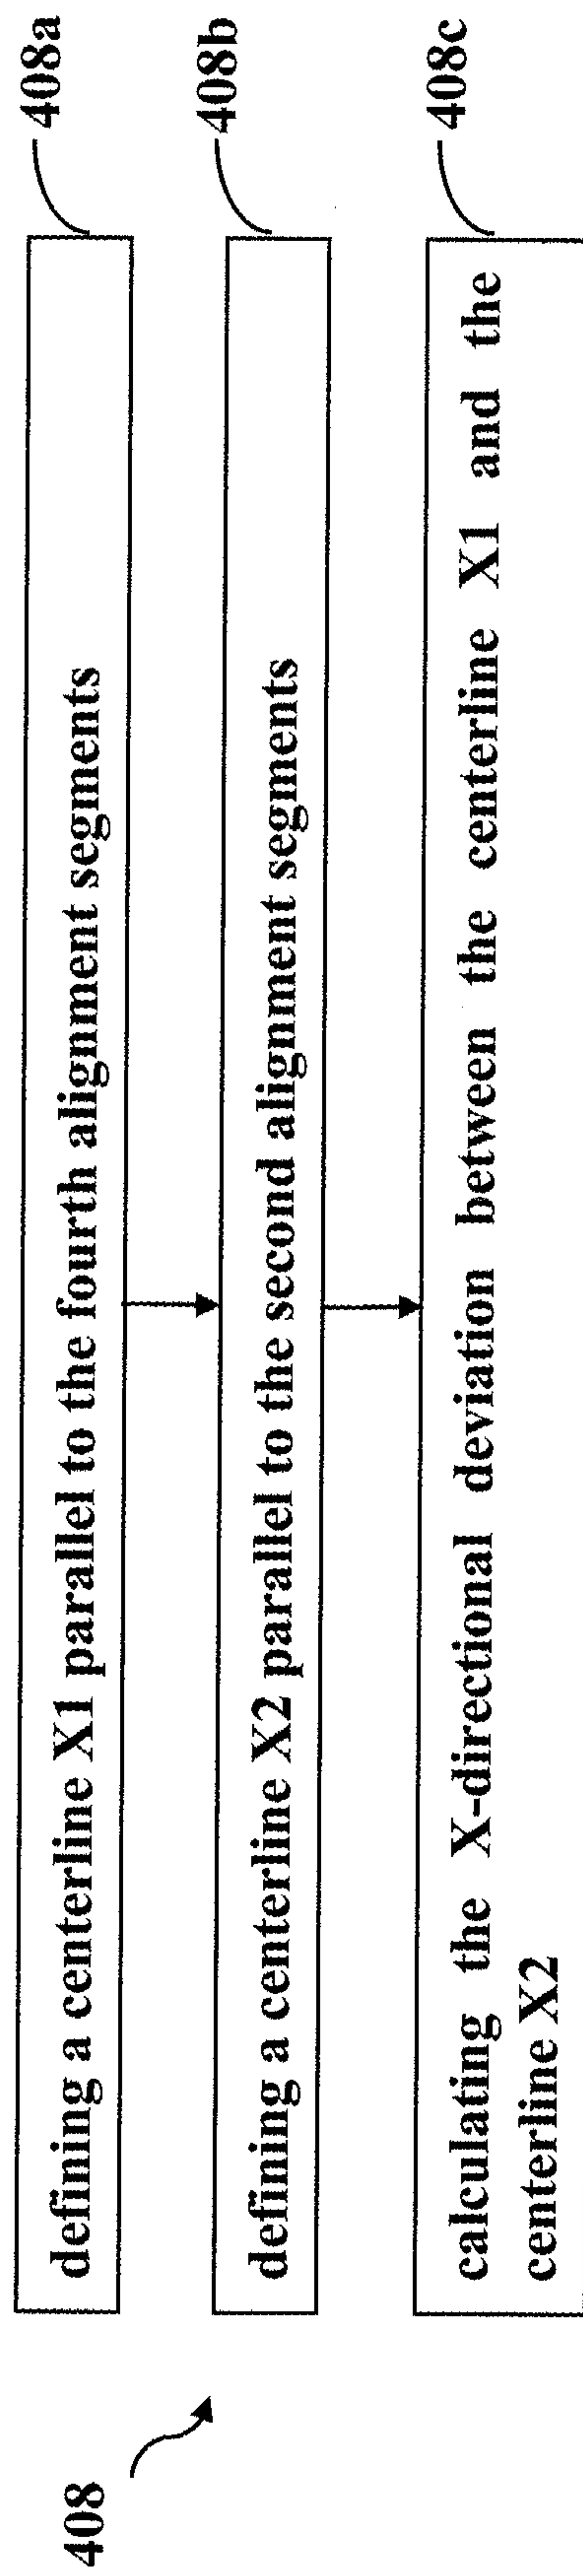 408
defining a centerline X1 parallel to the fourth alignment segments
408a
defining a centerline X2 parallel to the second alignment segments
408b
calculating the X-directional deviation between the centerline X1 and the
centerline X2
408c